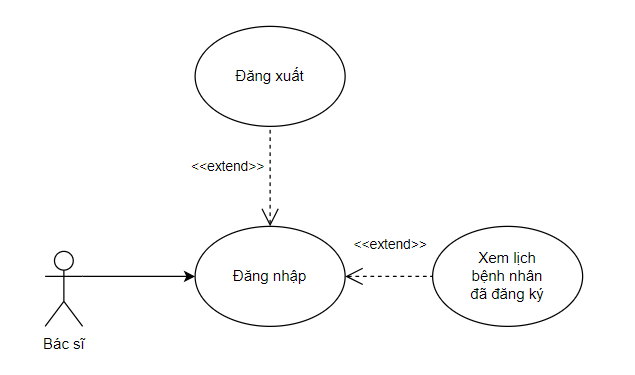 Đăng xuất
<<extend>>
<<extend>>
Đăng nhập
Xem lịch
bệnh nhân
đã đăng ký
Bác sĩ